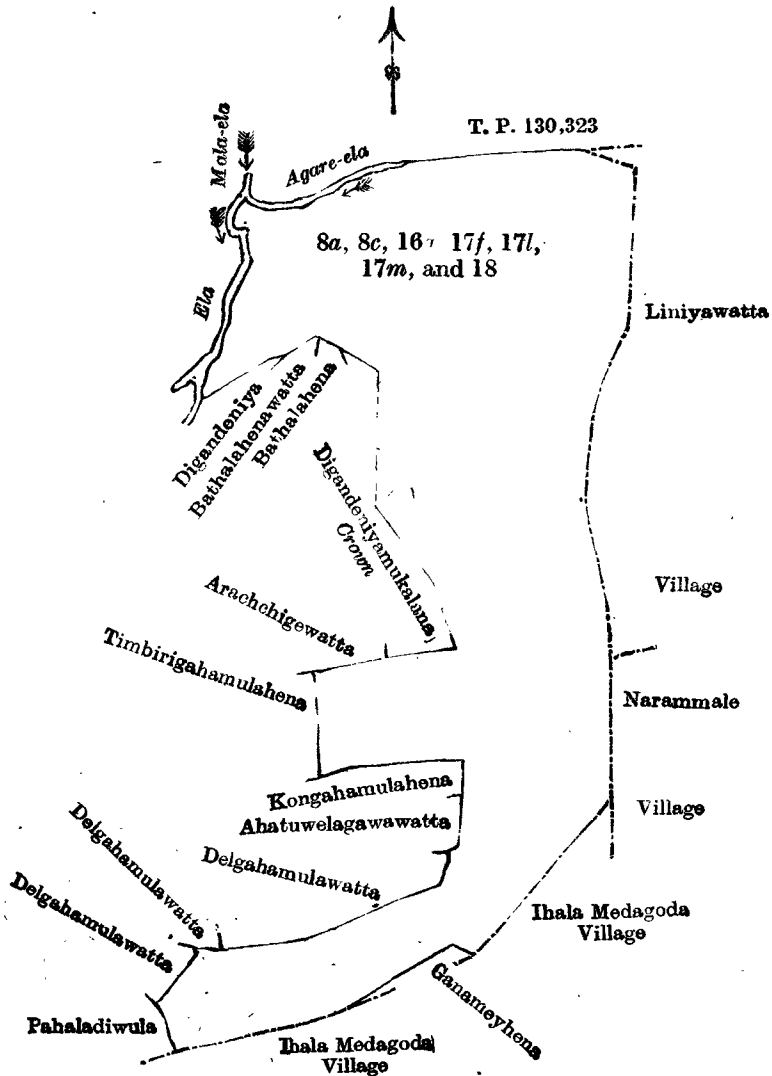 T. P. 130,323
Mala-ela
Agare-ela
8a, 8c, 16 17f, 17l,
17m, and 18
Ela
Liniyawatta
Digandeniya
Bathalahenawatta
Bathalahena
Digandeniyamukalana
Crown
Arachchigewatta
Village
Timbirigahamulahena
Narammale
Kongahamulahena
Ahatuwelagawawatta
Village
Delgahamulawatta
Delgahamulawatta
Delgahamulawatta
Ihala Medagoda
Village
Ganameyhena
Pahaladiwula
Ihala Medagoda
Village